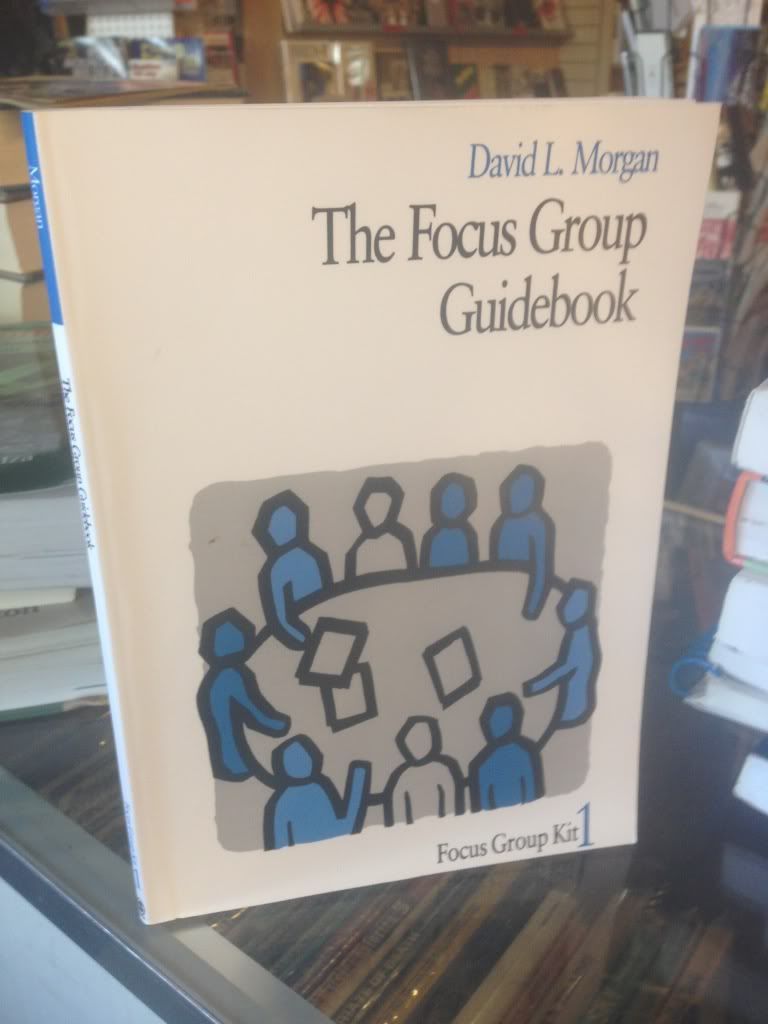 David L. Morgan
The Focus Group
Guidebook
Focus Group Kit 1
Morgan
The Focus Group Guidebook